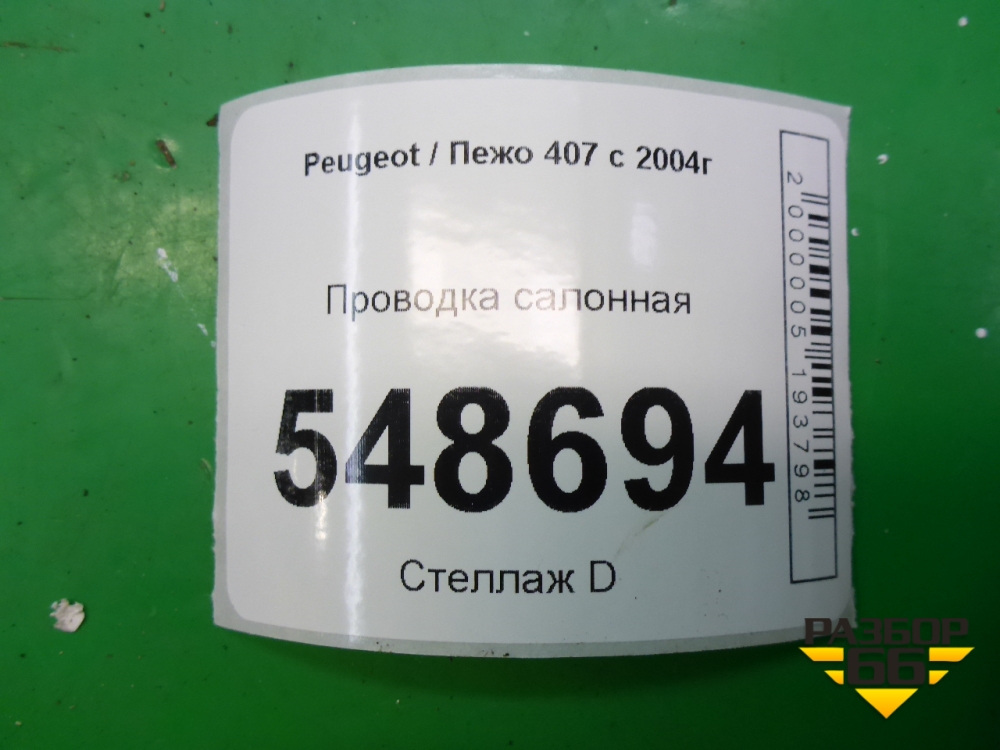 Peugeot / Пежо 407 с 2004г
Проводка салонная
548694
Стеллаж D
2000005193798
РАЗБОР
66